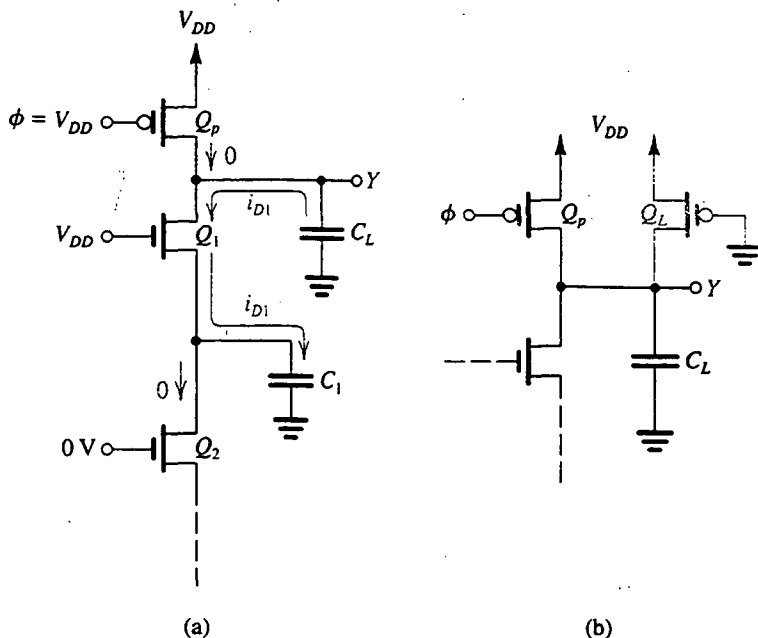 V_DD
φ = V_DD
Q_p
0
Y
i_D1
V_DD
Q_1
C_L
i_D1
0
C_1
0 V
Q_2
(a)
V_DD
φ
Q_p
Q_L
Y
C_L
(b)